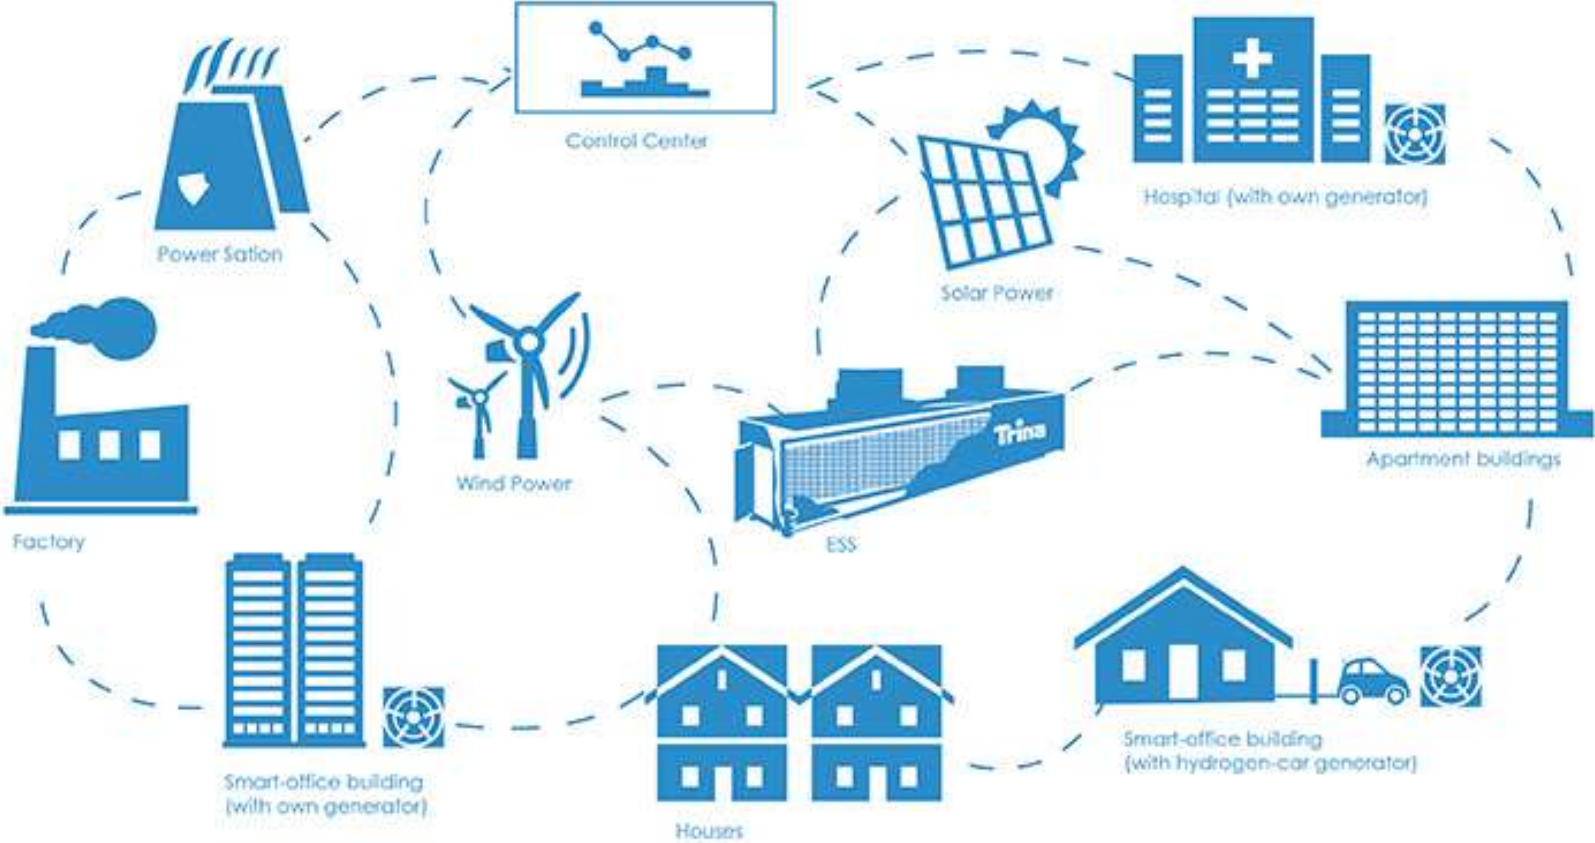 Control Center
Hospital (with own generator)
Power Sation
Solar Power
Trina
Apartment buildings
Wind Power
Factory
ESS
Smart-office building
(with hydrogen-car generator)
Smart-office building
(with own generator)
Houses